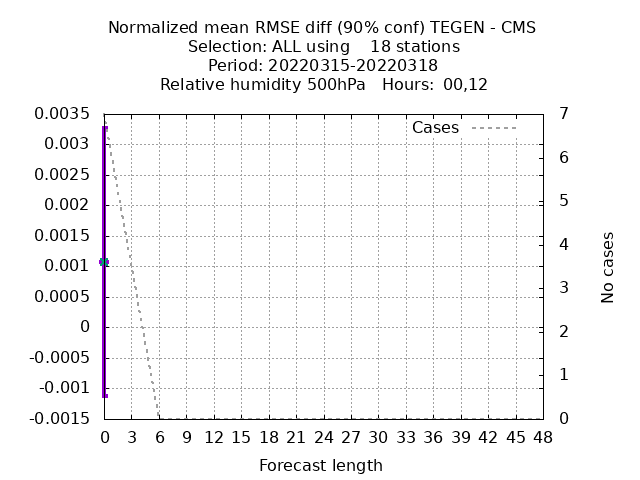 Normalized mean RMSE diff (90% conf) TEGEN - CMS
Selection: ALL using    18 stations
Period: 20220315-20220318
Relative humidity 500hPa   Hours: 00,12
Cases
0.0035
0.003
0.0025
0.002
0.0015
0.001
0.0005
0
-0.0005
-0.001
-0.0015
7
6
5
4
3
2
1
0
No cases
0 3 6 9 12 15 18 21 24 27 30 33 36 39 42 45 48
Forecast length